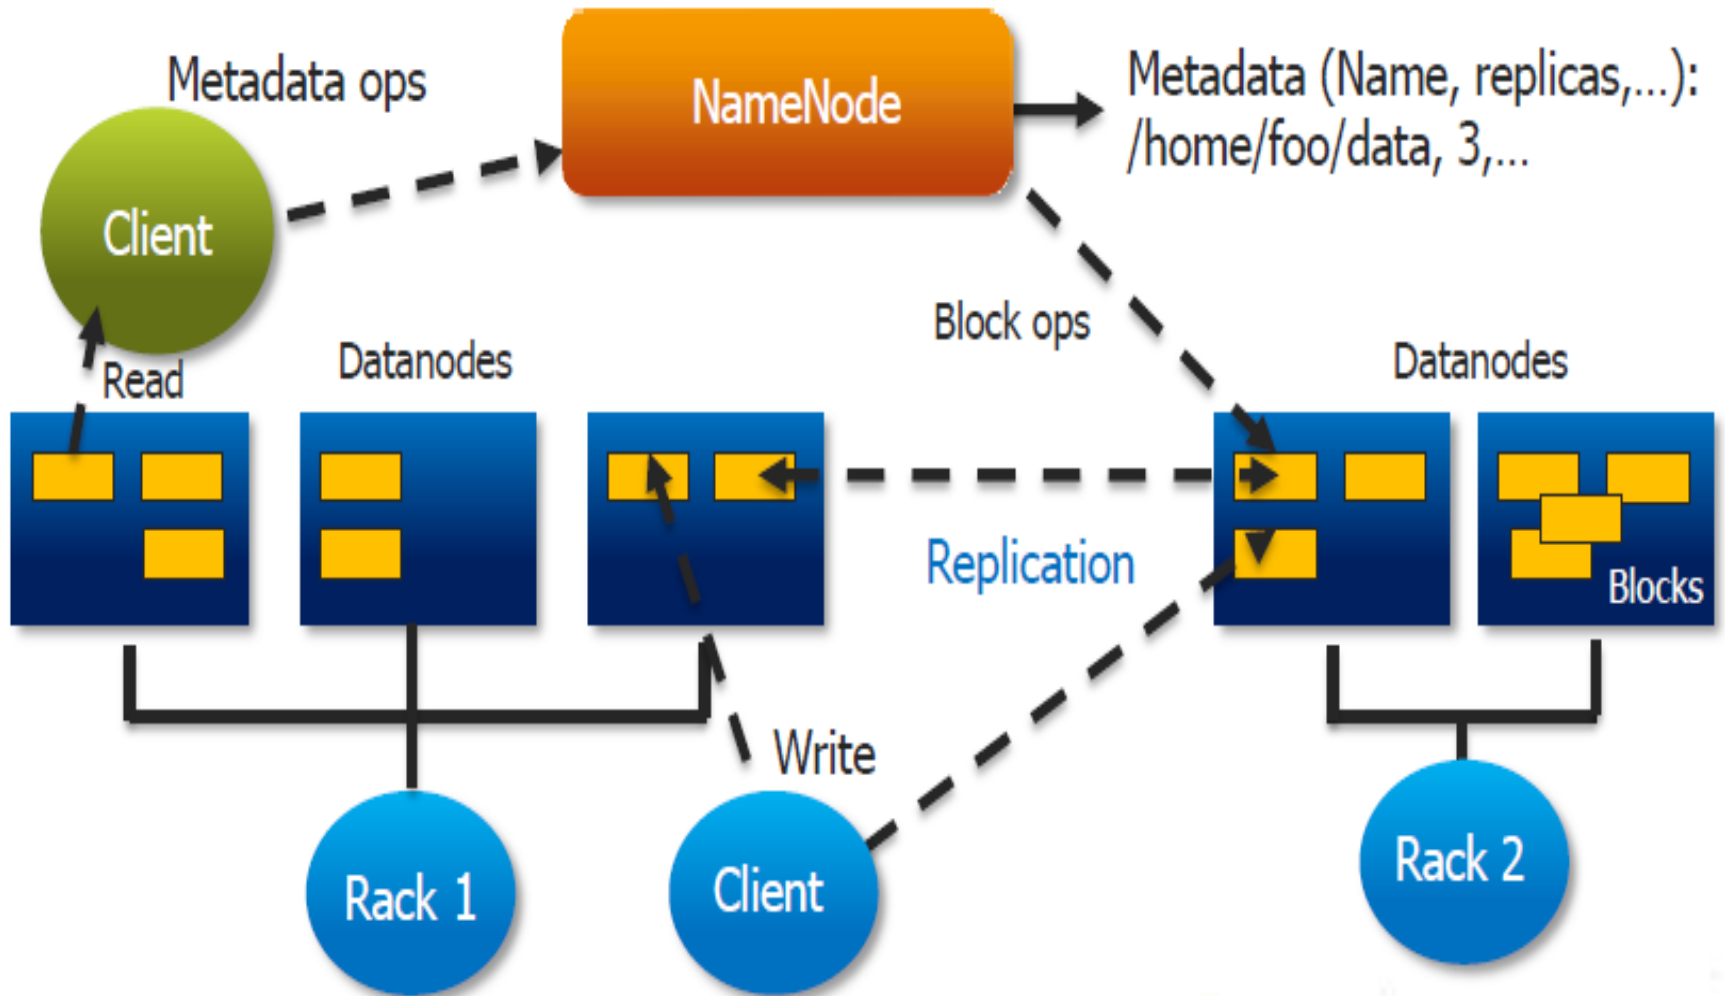 Metadata ops
NameNode
Metadata (Name, replicas,...):
/home/foo/data, 3,...
Client
Block ops
Read
Datanodes
Datanodes
Replication
Blocks
Write
Rack 1
Client
Rack 2